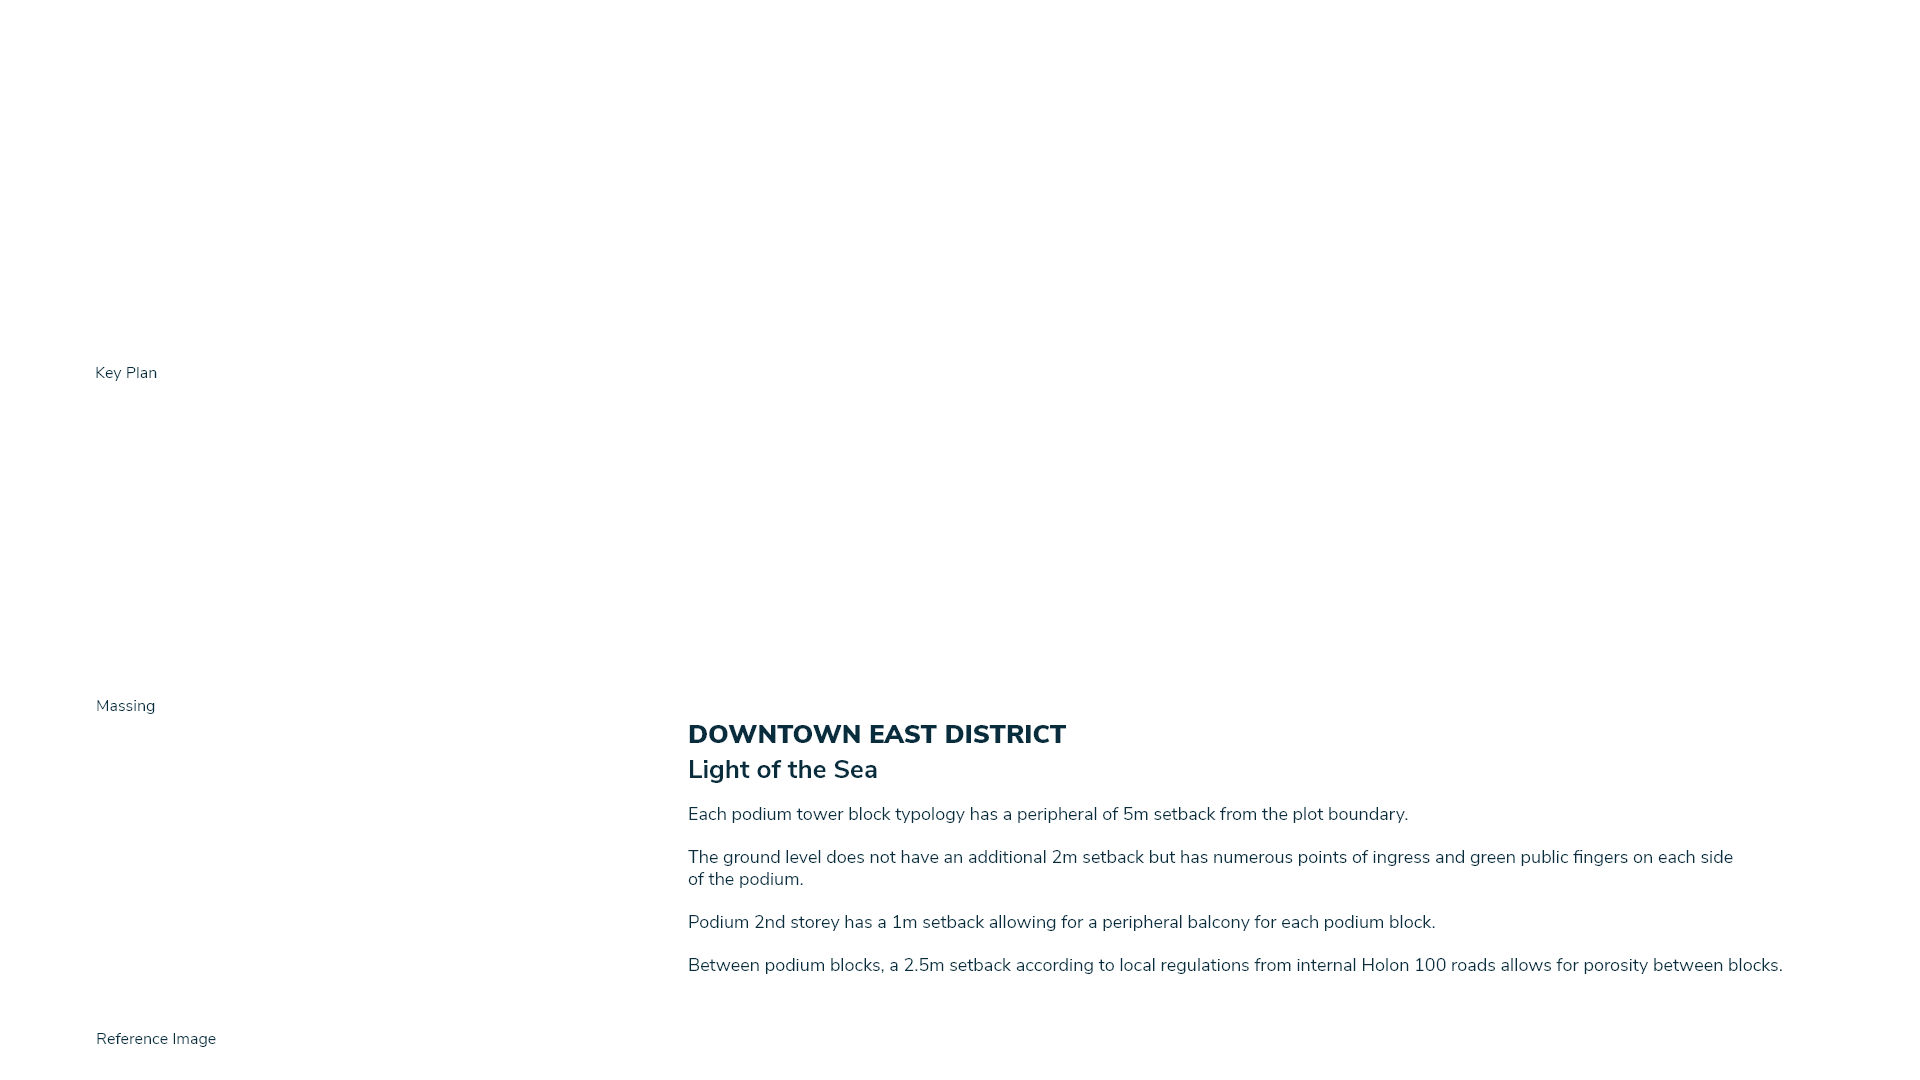 Key Plan
Massing
DOWNTOWN EAST DISTRICT
Light of the Sea
Each podium tower block typology has a peripheral of 5m setback from the plot boundary.
The ground level does not have an additional 2m setback but has numerous points of ingress and green public fingers on each side
of the podium.
Podium 2nd storey has a 1m setback allowing for a peripheral balcony for each podium block.
Between podium blocks, a 2.5m setback according to local regulations from internal Holon 100 roads allows for porosity between blocks.
Reference Image